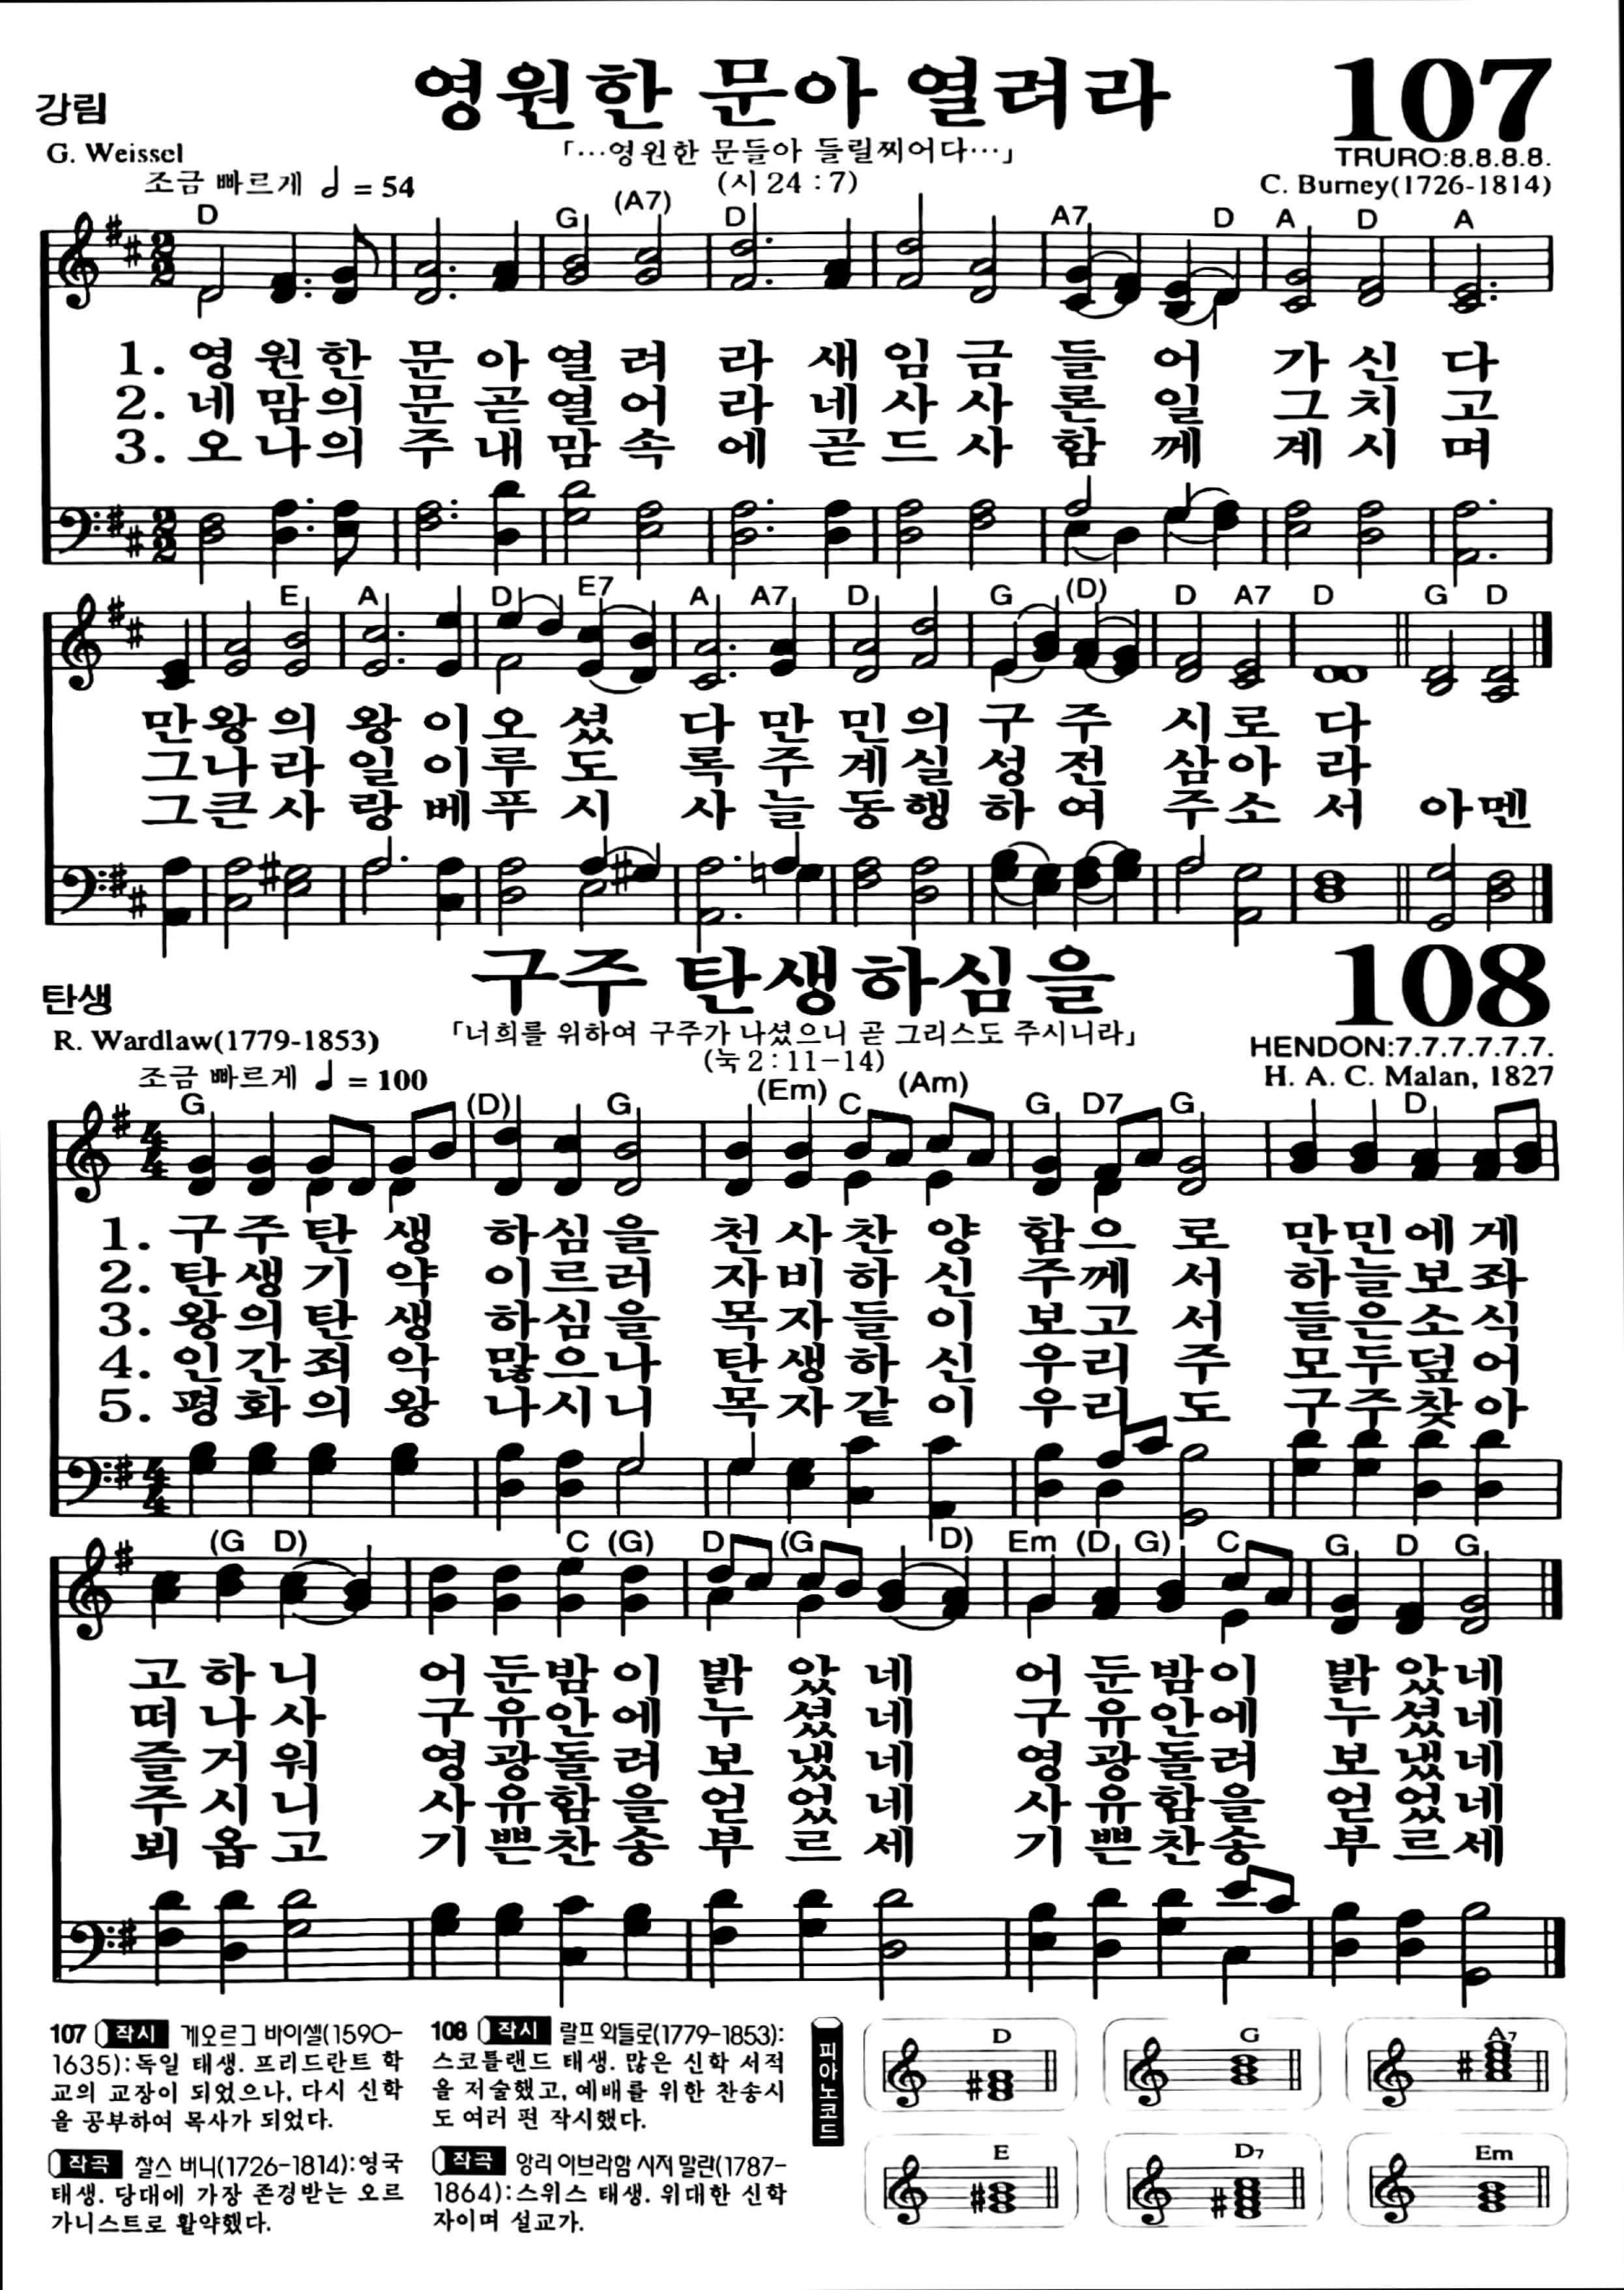 강림
영원한 문아 열려라
107
G. Weissel
「…영원한 문들아 들릴찌어다…」
TRURO:8.8.8.8.
조금 빠르게 = 54
(시 24 : 7)
C. Burney(1726-1814)
D G (A7) D A7 D A D A
1. 영 원 한 문 아 열 려 라 새 임 금 들 어 가 신 다
2. 네 맘 의 문 곧 열 어 라 네 사 사 론 일 그 치 고
3. 오 나 의 주 내 맘 속 에 곧 드 사 함 께 계 시 며
E A D E7 A A7 D G (D) D A7 D G D
만 왕 의 왕 이 오 셨 다 만 민 의 구 주 시 로 다
그 나 라 일 이 루 도 록 주 계 실 성 전 삼 아 라
그 큰 사 랑 베 푸 시 사 늘 동 행 하 여 주 소 서 아 멘
탄생
구주 탄생하심을
108
R. Wardlaw(1779-1853)
「너희를 위하여 구주가 나셨으니 곧 그리스도 주시니라」
HENDON:7.7.7.7.7.7.
조금 빠르게 = 100
(눅 2 : 11-14)
H. A. C. Malan, 1827
G (D) G (Em) C (Am) G D7 G D
1. 구 주 탄 생 하 심 을 천 사 찬 양 함 으 로 만 민 에 게
2. 탄 생 기 약 이 르 러 자 비 하 신 주 께 서 하 늘 보 좌
3. 왕 의 탄 생 하 심 을 목 자 들 이 보 고 서 들 은 소 식
4. 인 간 죄 악 많 으 나 탄 생 하 신 우 리 주 모 두 덮 어
5. 평 화 의 왕 나 시 니 목 자 같 이 우 리 도 구 주 찾 아
(G D) C (G) D (G D) Em (D G) C G D G
고 하 니 어 둔 밤 이 밝 았 네 어 둔 밤 이 밝 았 네
떠 나 사 구 유 안 에 누 셨 네 구 유 안 에 누 셨 네
즐 거 워 영 광 돌 려 보 냈 네 영 광 돌 려 보 냈 네
주 시 니 사 유 함 을 얻 었 네 사 유 함 을 얻 었 네
뵈 옵 고 기 쁜 찬 송 부 르 세 기 쁜 찬 송 부 르 세
107 작시 게오르그 바이셀(1590-
1635):독일 태생. 프리드란트 학
교의 교장이 되었으나, 다시 신학
을 공부하여 목사가 되었다.
작곡 찰스 버니(1726-1814):영국
태생. 당대에 가장 존경받는 오르
가니스트로 활약했다.
108 작시 랄프 와들로(1779-1853):
스코틀랜드 태생. 많은 신학 서적
을 저술했고, 예배를 위한 찬송시
도 여러 편 작시했다.
작곡 앙리 아브라함 시저 말란(1787-
1864):스위스 태생. 위대한 신학
자이며 설교가.
피아노코드
D G A7
E D7 Em